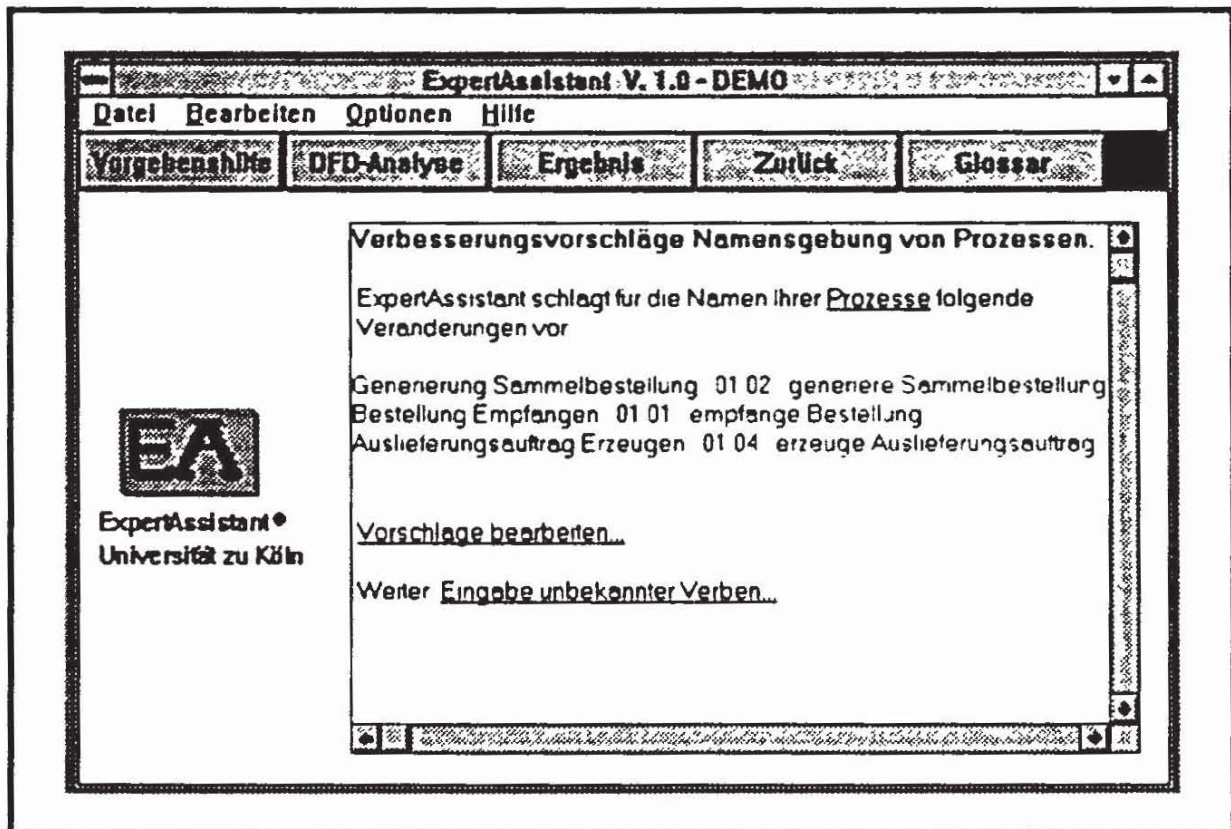 ExpertAssistant V. 1.0 - DEMO
Datei Bearbeiten Optionen Hilfe
Vorgehenshilfe DFD-Analyse Ergebnis Zurück Glossar
Verbesserungsvorschläge Namensgebung von Prozessen.
ExpertAssistant schlagt fur die Namen Ihrer Prozesse folgende
Veranderungen vor
Generierung Sammelbestellung 01 02 generiere Sammelbestellung
Bestellung Empfangen 01 01 empfange Bestellung
Auslieferungsauftrag Erzeugen 01 04 erzeuge Auslieferungsauftrag
EA
ExpertAssistant
Universität zu Köln
Vorschlage bearbeiten...
Weiter Eingabe unbekannter Verben...